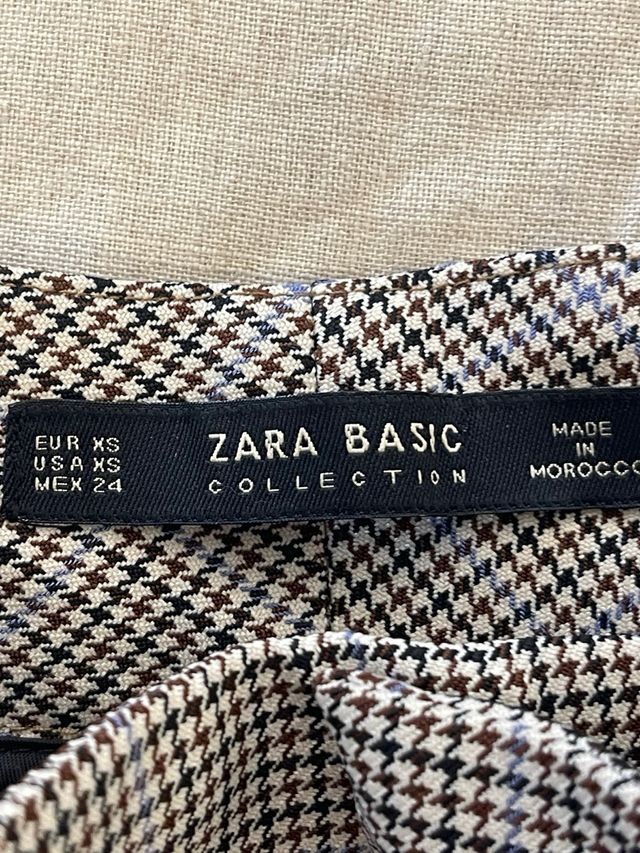 EUR XS
USA XS
MEX 24
ZARA BASIC
COLLECTION
MADE
IN
MOROCCO